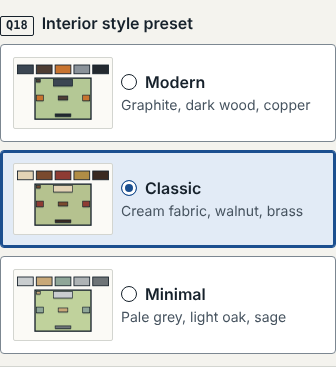 Q18 Interior style preset
Modern
Graphite, dark wood, copper
Classic
Cream fabric, walnut, brass
Minimal
Pale grey, light oak, sage